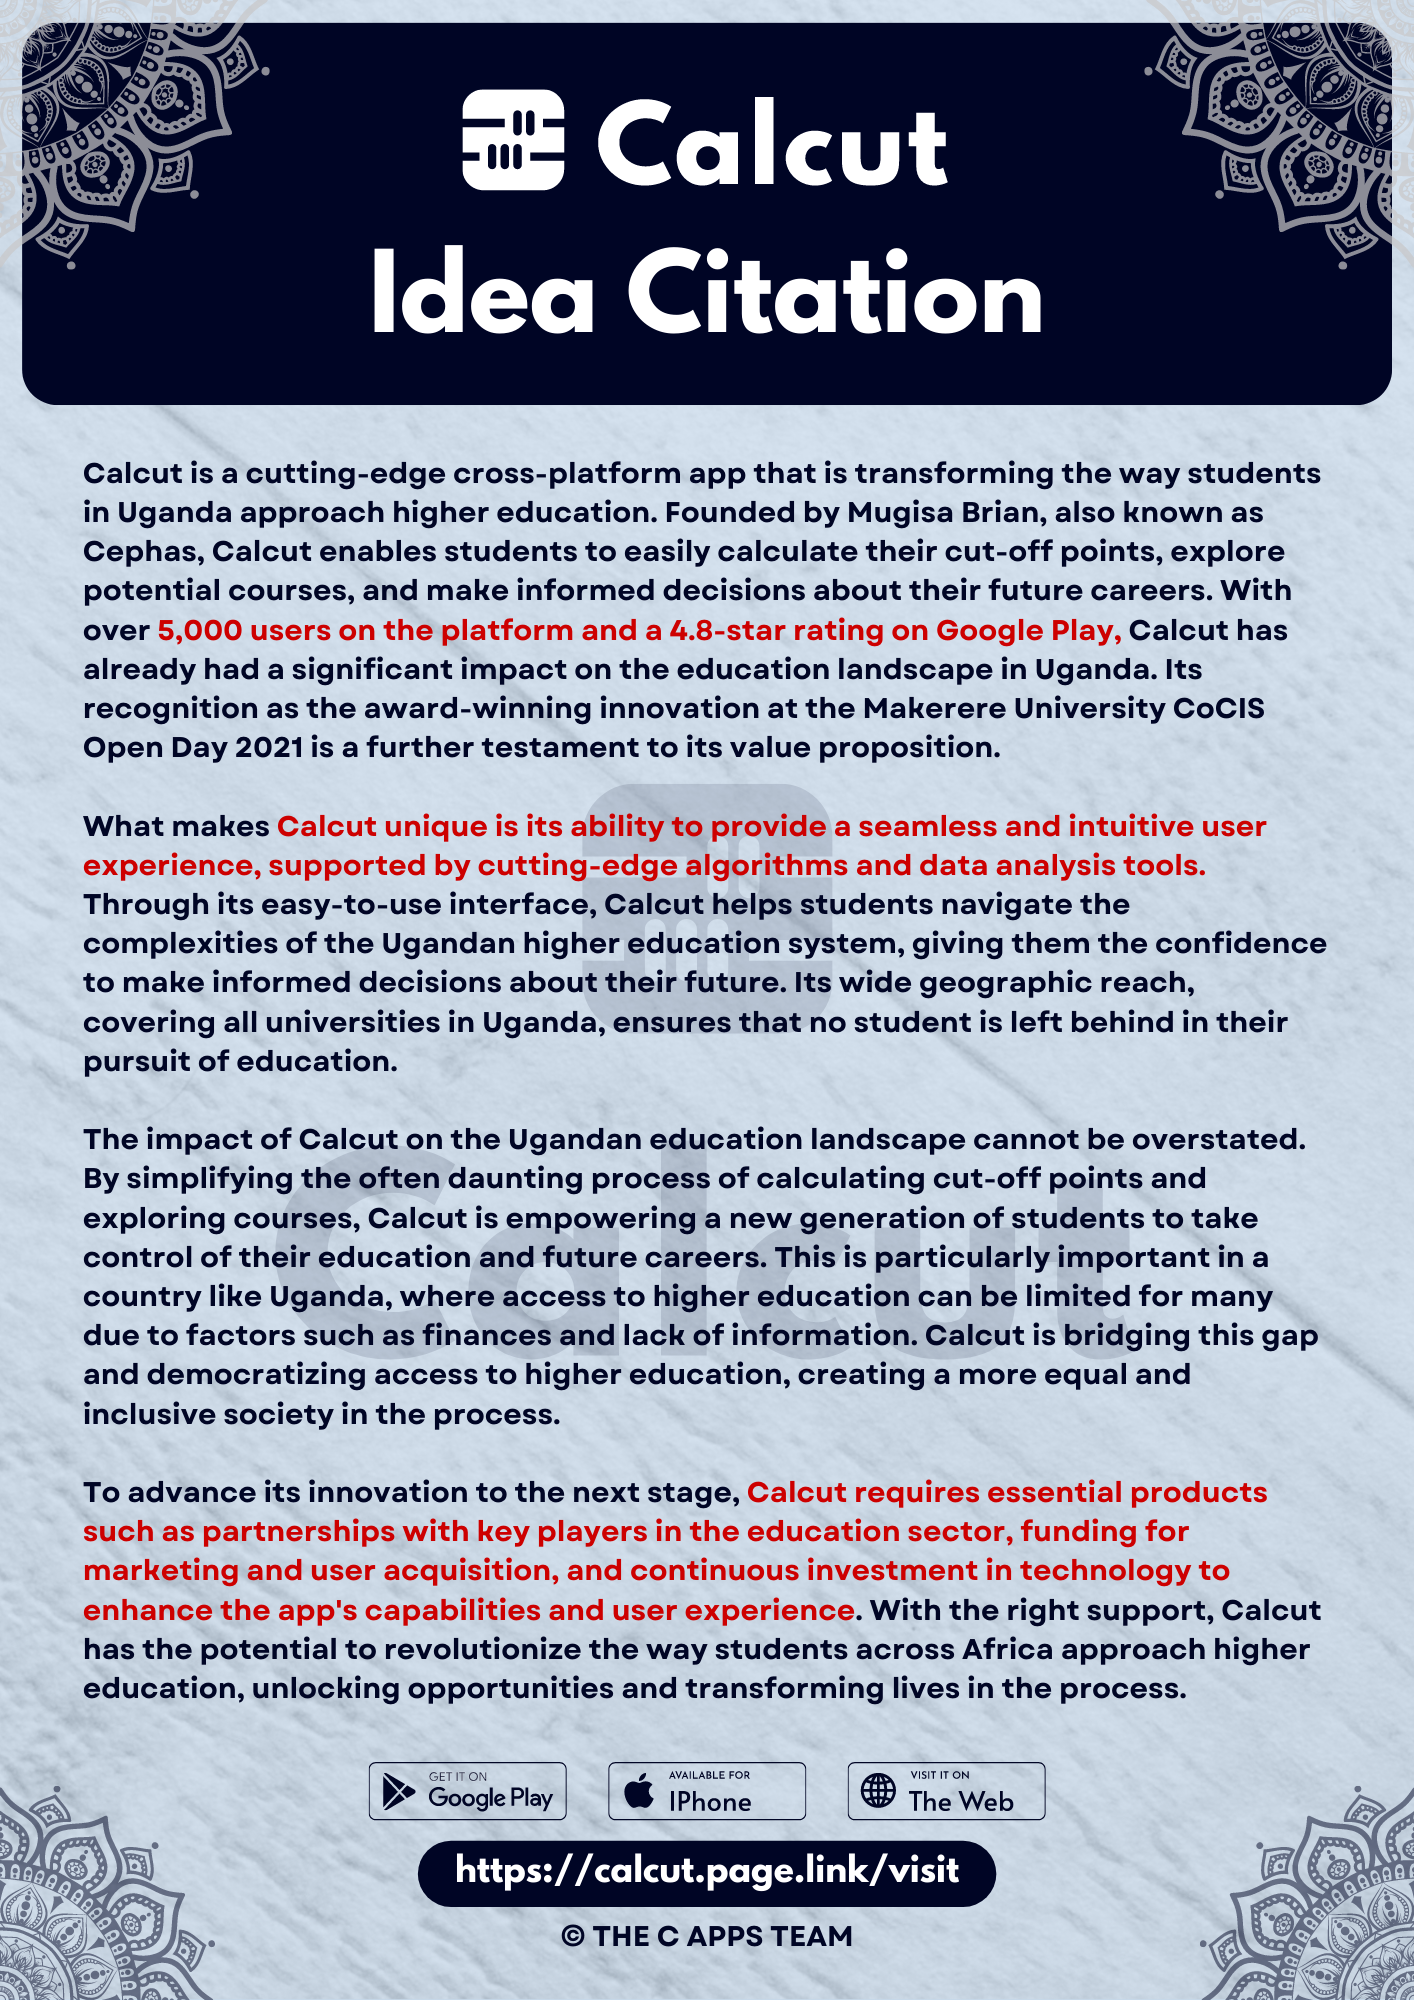 Calcut
Idea Citation
Calcut is a cutting-edge cross-platform app that is transforming the way students
in Uganda approach higher education. Founded by Mugisa Brian, also known as
Cephas, Calcut enables students to easily calculate their cut-off points, explore
potential courses, and make informed decisions about their future careers. With
over 5,000 users on the platform and a 4.8-star rating on Google Play, Calcut has
already had a significant impact on the education landscape in Uganda. Its
recognition as the award-winning innovation at the Makerere University CoCIS
Open Day 2021 is a further testament to its value proposition.
What makes Calcut unique is its ability to provide a seamless and intuitive user
experience, supported by cutting-edge algorithms and data analysis tools.
Through its easy-to-use interface, Calcut helps students navigate the
complexities of the Ugandan higher education system, giving them the confidence
to make informed decisions about their future. Its wide geographic reach,
covering all universities in Uganda, ensures that no student is left behind in their
pursuit of education.
The impact of Calcut on the Ugandan education landscape cannot be overstated.
By simplifying the often daunting process of calculating cut-off points and
exploring courses, Calcut is empowering a new generation of students to take
control of their education and future careers. This is particularly important in a
country like Uganda, where access to higher education can be limited for many
due to factors such as finances and lack of information. Calcut is bridging this gap
and democratizing access to higher education, creating a more equal and
inclusive society in the process.
Calcut
To advance its innovation to the next stage, Calcut requires essential products
such as partnerships with key players in the education sector, funding for
marketing and user acquisition, and continuous investment in technology to
enhance the app's capabilities and user experience. With the right support, Calcut
has the potential to revolutionize the way students across Africa approach higher
education, unlocking opportunities and transforming lives in the process.
GET IT ON
Google Play
AVAILABLE FOR
IPhone
VISIT IT ON
The Web
https://calcut.page.link/visit
© THE C APPS TEAM